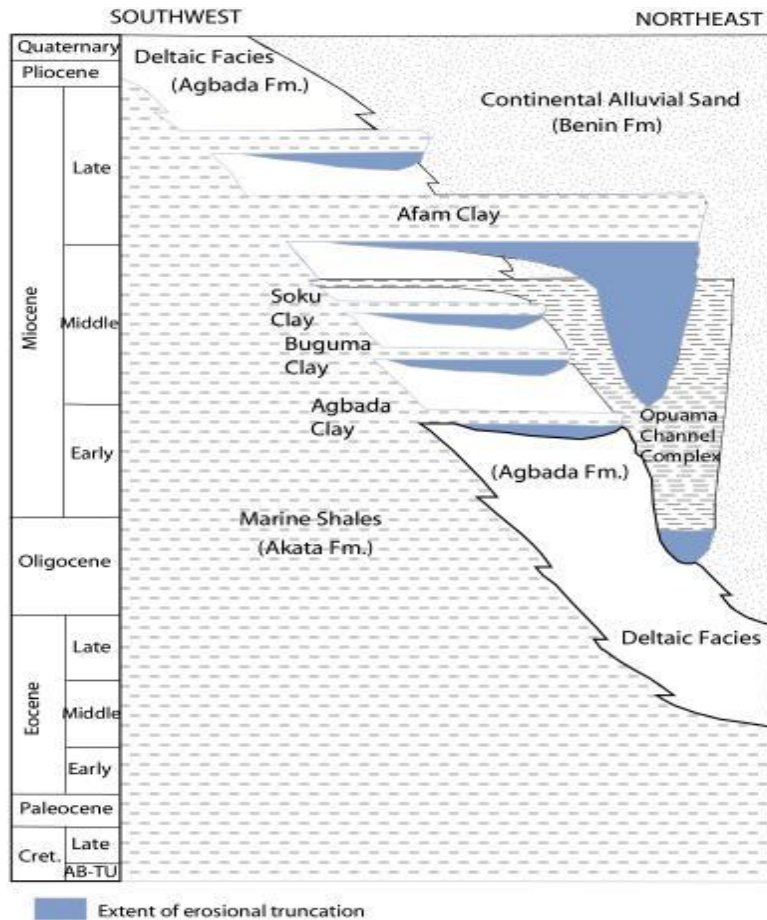 SOUTHWEST
NORTHEAST
Quaternary
Pliocene
Miocene
Late
Middle
Early
Oligocene
Eocene
Late
Middle
Early
Paleocene
Cret.
Late
AB-TU
Deltaic Facies
(Agbada Fm.)
Continental Alluvial Sand
(Benin Fm)
Afam Clay
Soku
Clay
Buguma
Clay
Agbada
Clay
Opuama
Channel
Complex
(Agbada Fm.)
Marine Shales
(Akata Fm.)
Deltaic Facies
Extent of erosional truncation